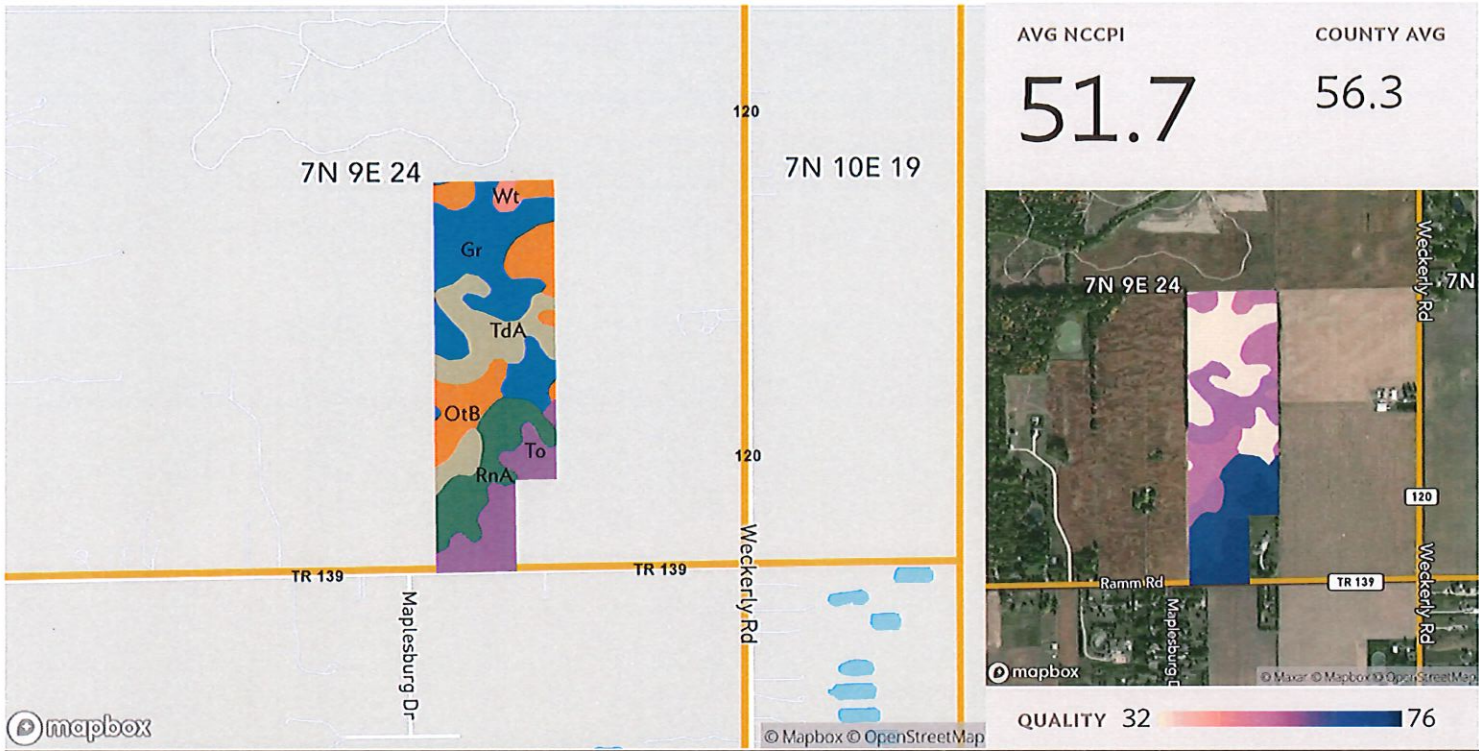 120
7N 9E 24
7N 10E 19
Wt
Gr
TdA
OtB
To
RnA
120
TR 139
TR 139
Weckerly Rd
Maplesburg Dr
mapbox
© Mapbox © OpenStreetMap
AVG NCCPI
COUNTY AVG
51.7
56.3
Weckerly Rd
7N 9E 24
7N
120
Ramm Rd
TR 139
Weckerly Rd
Maplesburg D
mapbox
© Maxar © Mapbox © OpenStreetMap
QUALITY 32 76